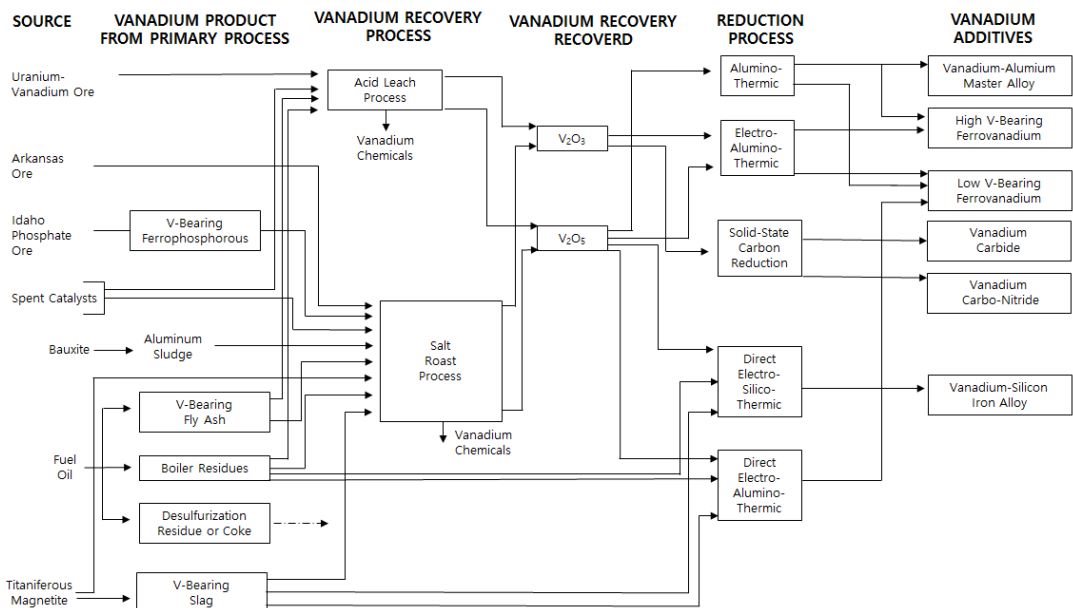 SOURCE
VANADIUM PRODUCT
FROM PRIMARY PROCESS
VANADIUM RECOVERY
PROCESS
VANADIUM RECOVERY
RECOVERD
REDUCTION
PROCESS
VANADIUM
ADDITIVES
Uranium-
Vanadium Ore
Arkansas
Ore
Idaho
Phosphate
Ore
Spent Catalysts
Bauxite
Fuel
Oil
Titaniferous
Magnetite
V-Bearing
Ferrophosphorous
Aluminum
Sludge
V-Bearing
Fly Ash
Boiler Residues
Desulfurization
Residue or Coke
V-Bearing
Slag
Acid Leach
Process
Vanadium
Chemicals
Salt
Roast
Process
Vanadium
Chemicals
V₂O₃
V₂O₅
Alumino-
Thermic
Electro-
Alumino-
Thermic
Solid-State
Carbon
Reduction
Direct
Electro-
Silico-
Thermic
Direct
Electro-
Alumino-
Thermic
Vanadium-Alumium
Master Alloy
High V-Bearing
Ferrovanadium
Low V-Bearing
Ferrovanadium
Vanadium
Carbide
Vanadium
Carbo-Nitride
Vanadium-Silicon
Iron Alloy